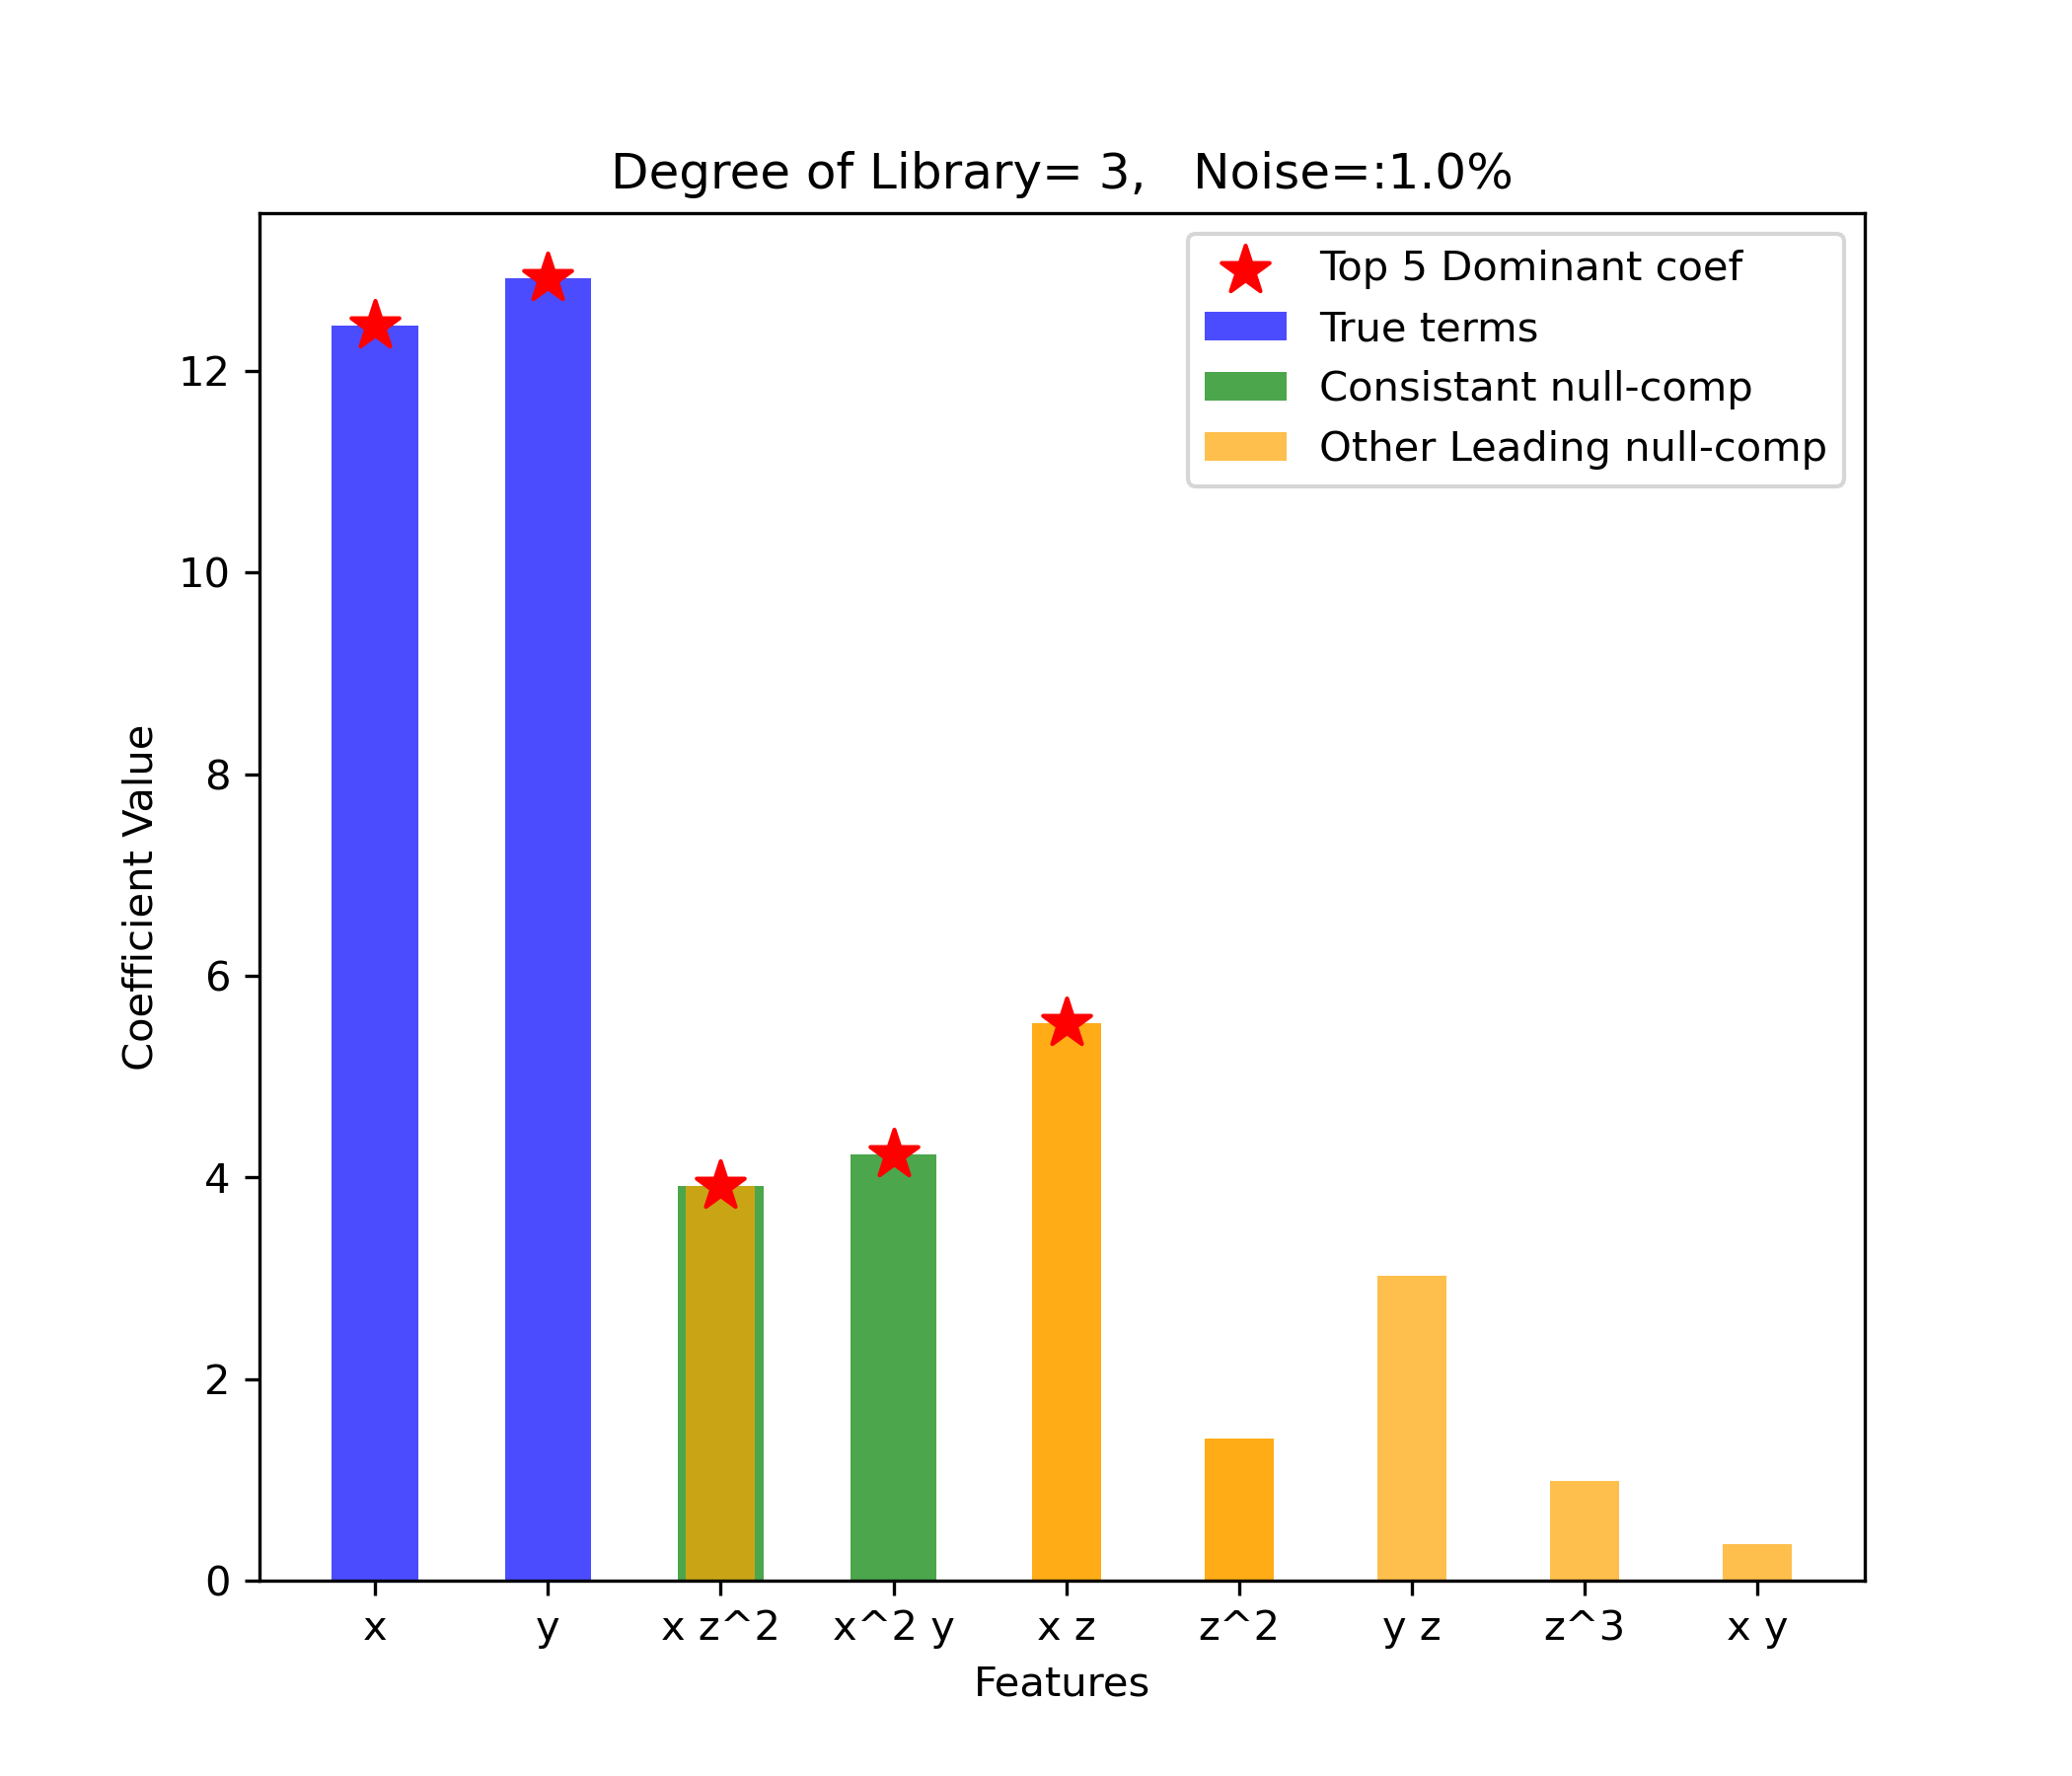 Degree of Library= 3,   Noise=:1.0%
Top 5 Dominant coef
True terms
Consistant null-comp
Other Leading null-comp
Coefficient Value
12
10
8
6
4
2
0
x
y
x z^2
x^2 y
x z
z^2
y z
z^3
x y
Features